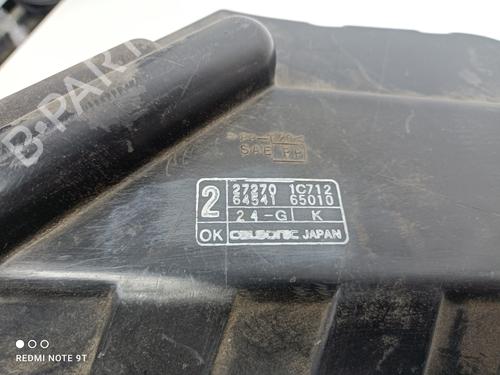 B-PART
SAE PP
2 27270 1C712
64541 65010
24-G K
OK CALSONIC JAPAN
REDMI NOTE 9T